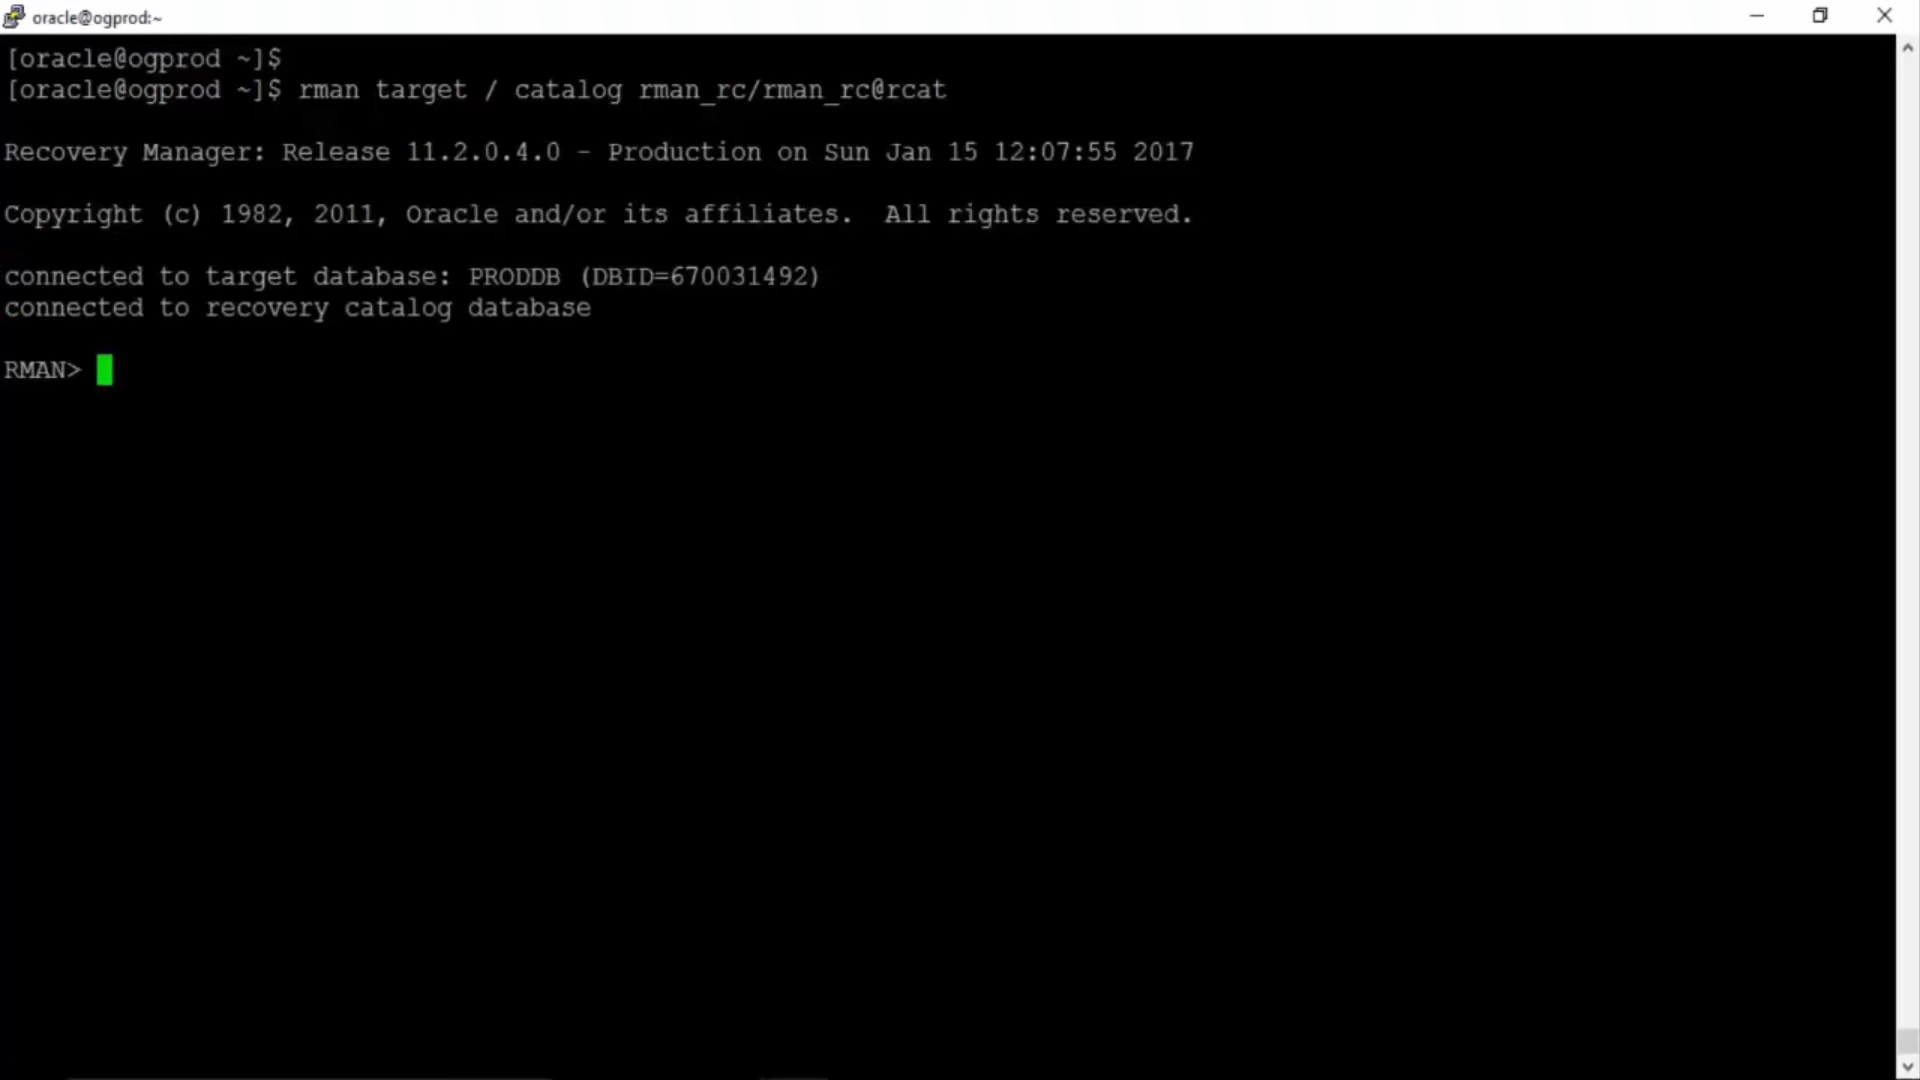 oracle@ogprod:~
[oracle@ogprod ~]$
[oracle@ogprod ~]$ rman target / catalog rman_rc/rman_rc@rcat
Recovery Manager: Release 11.2.0.4.0 - Production on Sun Jan 15 12:07:55 2017
Copyright (c) 1982, 2011, Oracle and/or its affiliates.  All rights reserved.
connected to target database: PRODDB (DBID=670031492)
connected to recovery catalog database
RMAN>